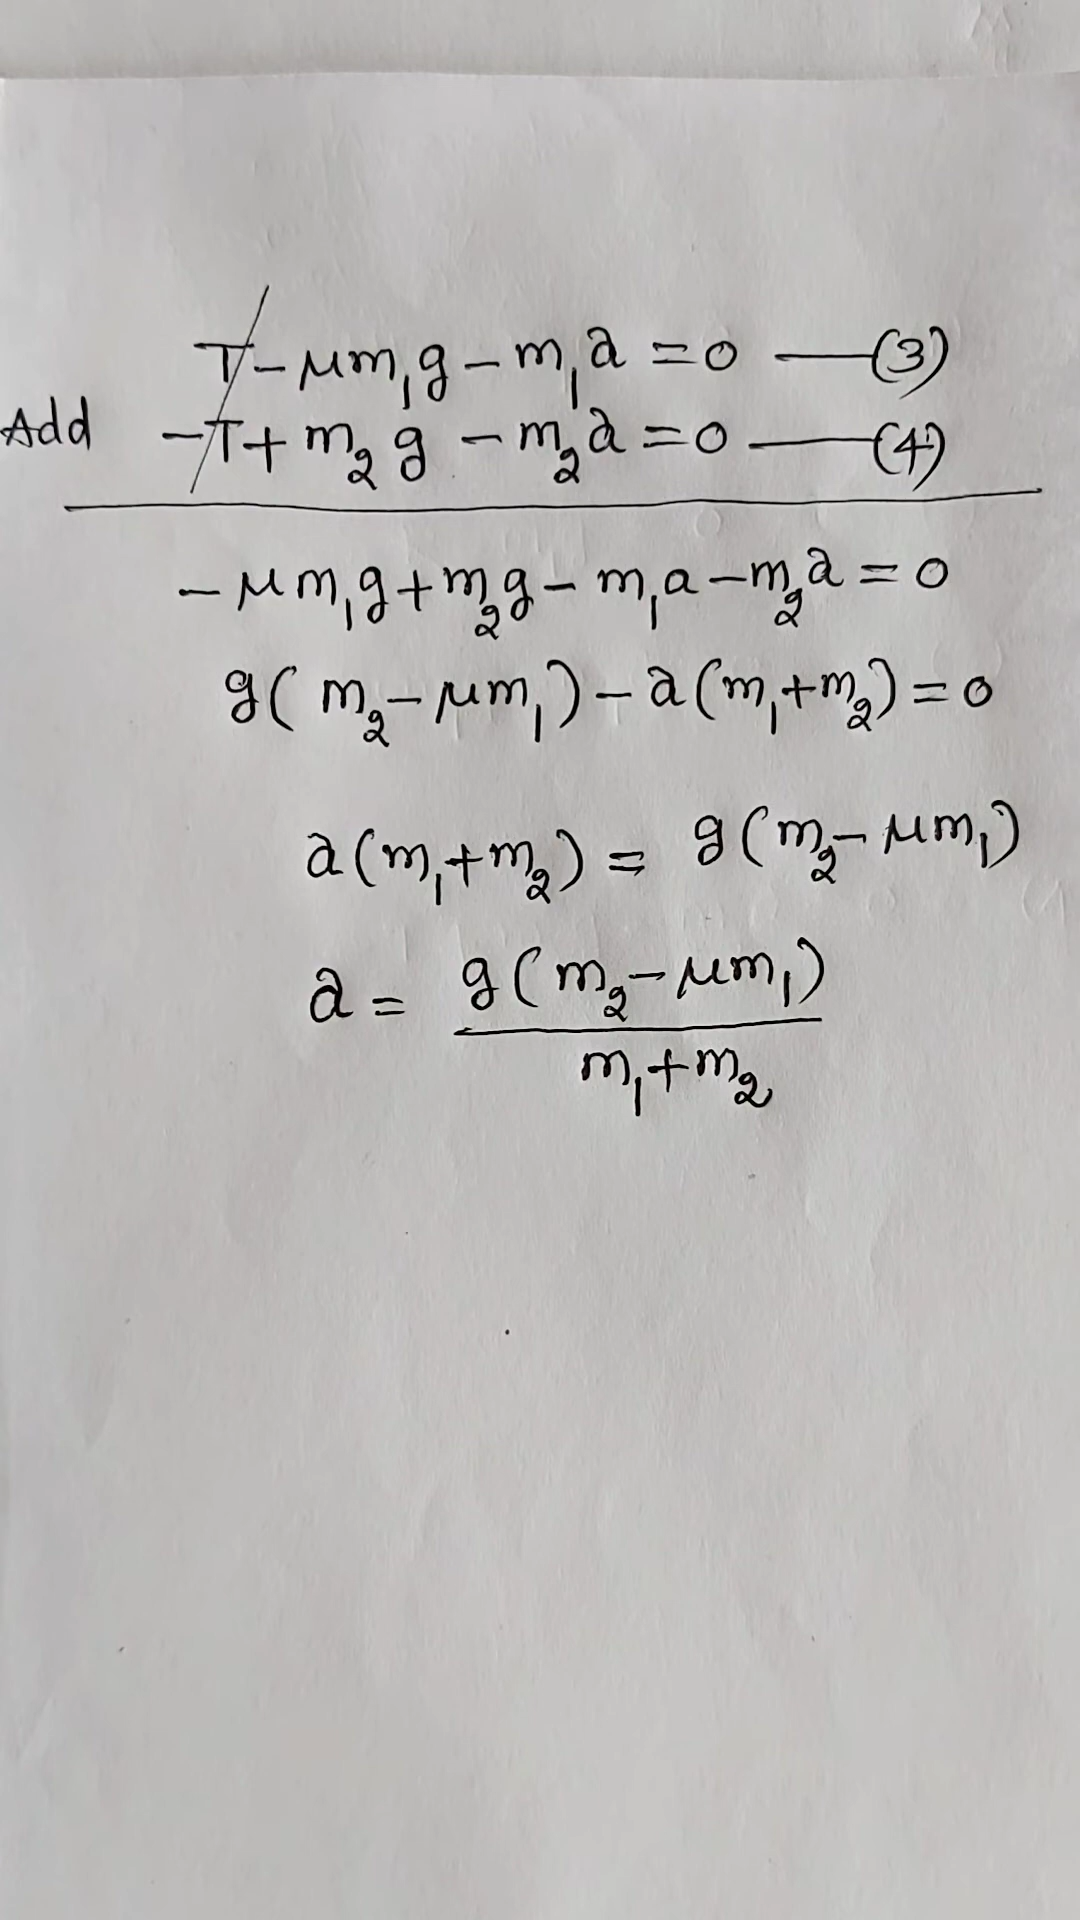 T - μm₁g - m₁a = 0 —(3)
Add -T + m₂g - m₂a = 0 —(4)
- μm₁g + m₂g - m₁a - m₂a = 0
g(m₂ - μm₁) - a(m₁+m₂) = 0
a(m₁+m₂) = g(m₂ - μm₁)
a = g(m₂ - μm₁)
m₁+m₂